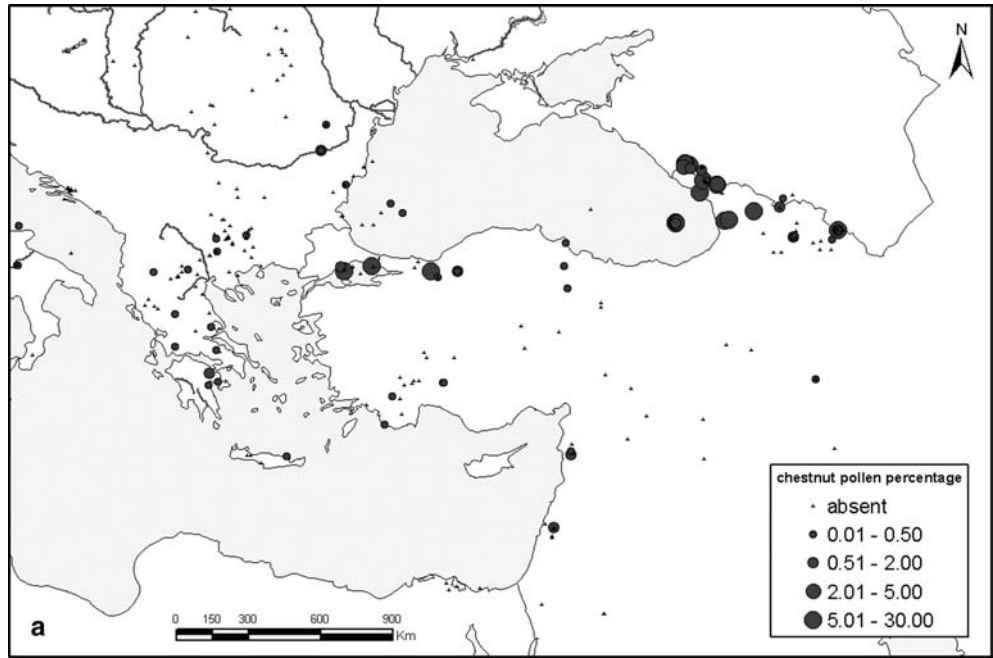 N
chestnut pollen percentage
absent
0.01 - 0.50
0.51 - 2.00
2.01 - 5.00
5.01 - 30.00
a
0 150 300 600 900
Km